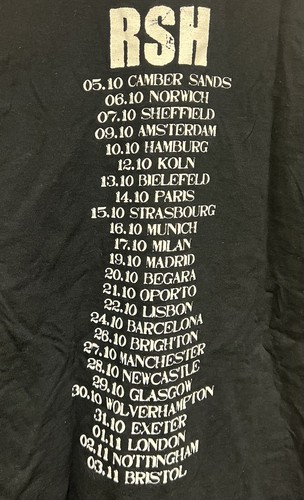 RSH
05.10 CAMBER SANDS
06.10 NORWICH
07.10 SHEFFIELD
09.10 AMSTERDAM
10.10 HAMBURG
12.10 KOLN
13.10 BIELEFELD
14.10 PARIS
15.10 STRASBOURG
16.10 MUNICH
17.10 MILAN
19.10 MADRID
20.10 BEGARA
21.10 OPORTO
22.10 LISBON
24.10 BARCELONA
26.10 BRIGHTON
27.10 MANCHESTER
28.10 NEWCASTLE
29.10 GLASGOW
30.10 WOLVERHAMPTON
31.10 EXETER
01.11 LONDON
02.11 NOTTINGHAM
03.11 BRISTOL